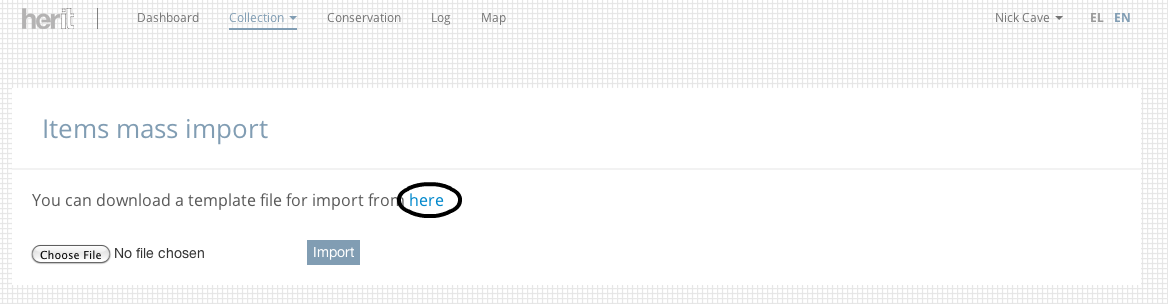 herit Dashboard Collection Conservation Log Map Nick Cave EL EN
Items mass import
You can download a template file for import from here
Choose File No file chosen Import